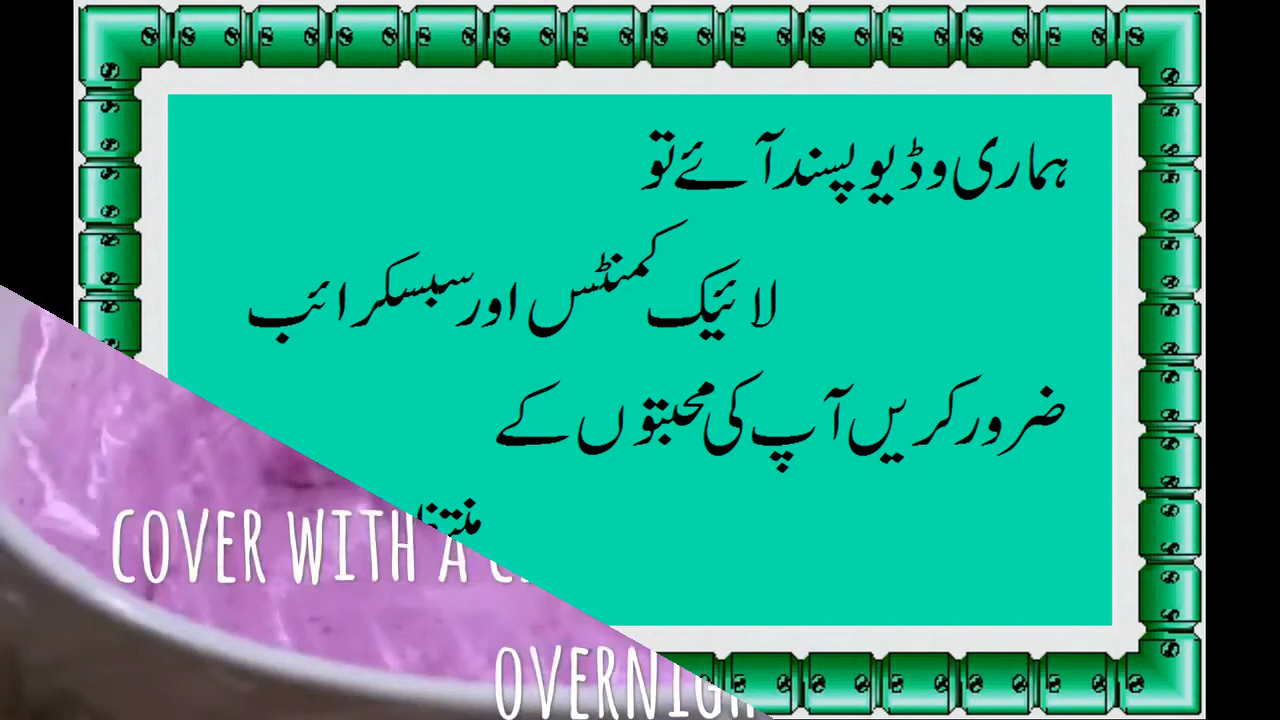 ہماری وڈیو پسند آئے تو
لائیک کمنٹس اور سبسکرائب
ضرور کریں آپ کی محبتوں کے
COVER WITH A